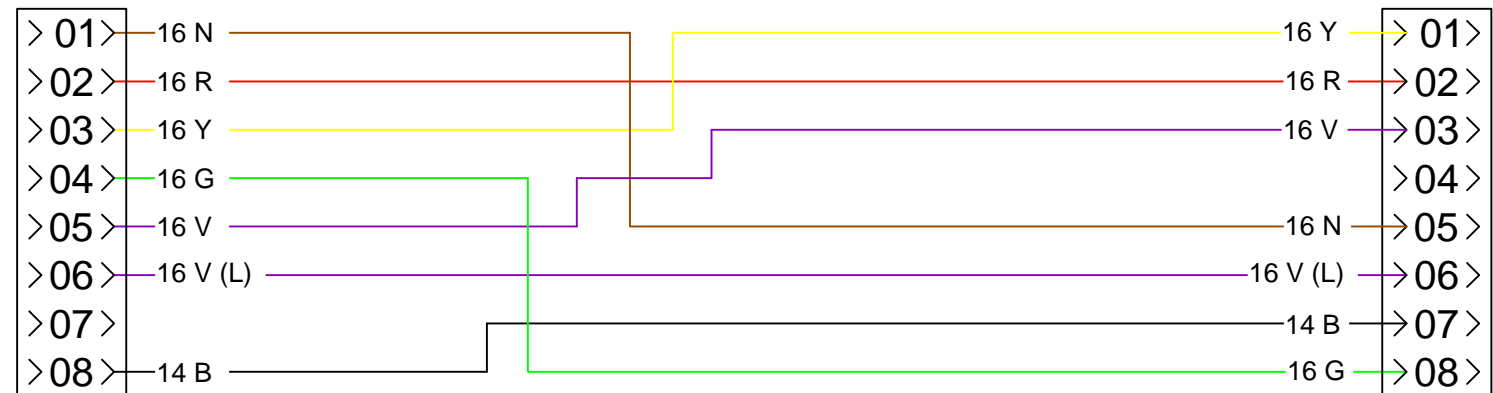 01 16 N 16 Y 01
02 16 R 16 R 02
03 16 Y 16 V 03
04 16 G 04
05 16 V 16 N 05
06 16 V (L) 16 V (L) 06
07 14 B 07
08 14 B 16 G 08